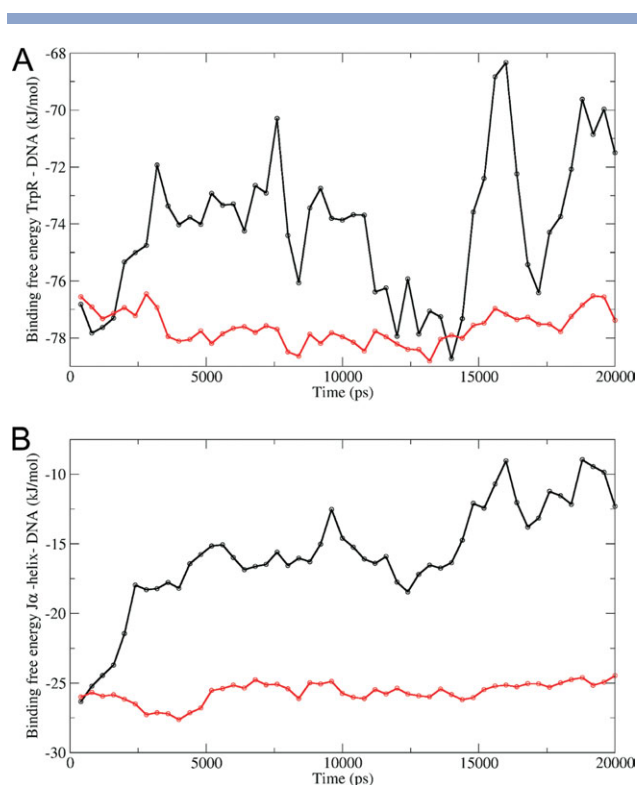 A
Binding free energy TrpR - DNA (kJ/mol)
-68
-70
-72
-74
-76
-78
0 5000 10000 15000 20000
Time (ps)
B
Binding free energy Jα -helix- DNA (kJ/mol)
-10
-15
-20
-25
-30
0 5000 10000 15000 20000
Time (ps)